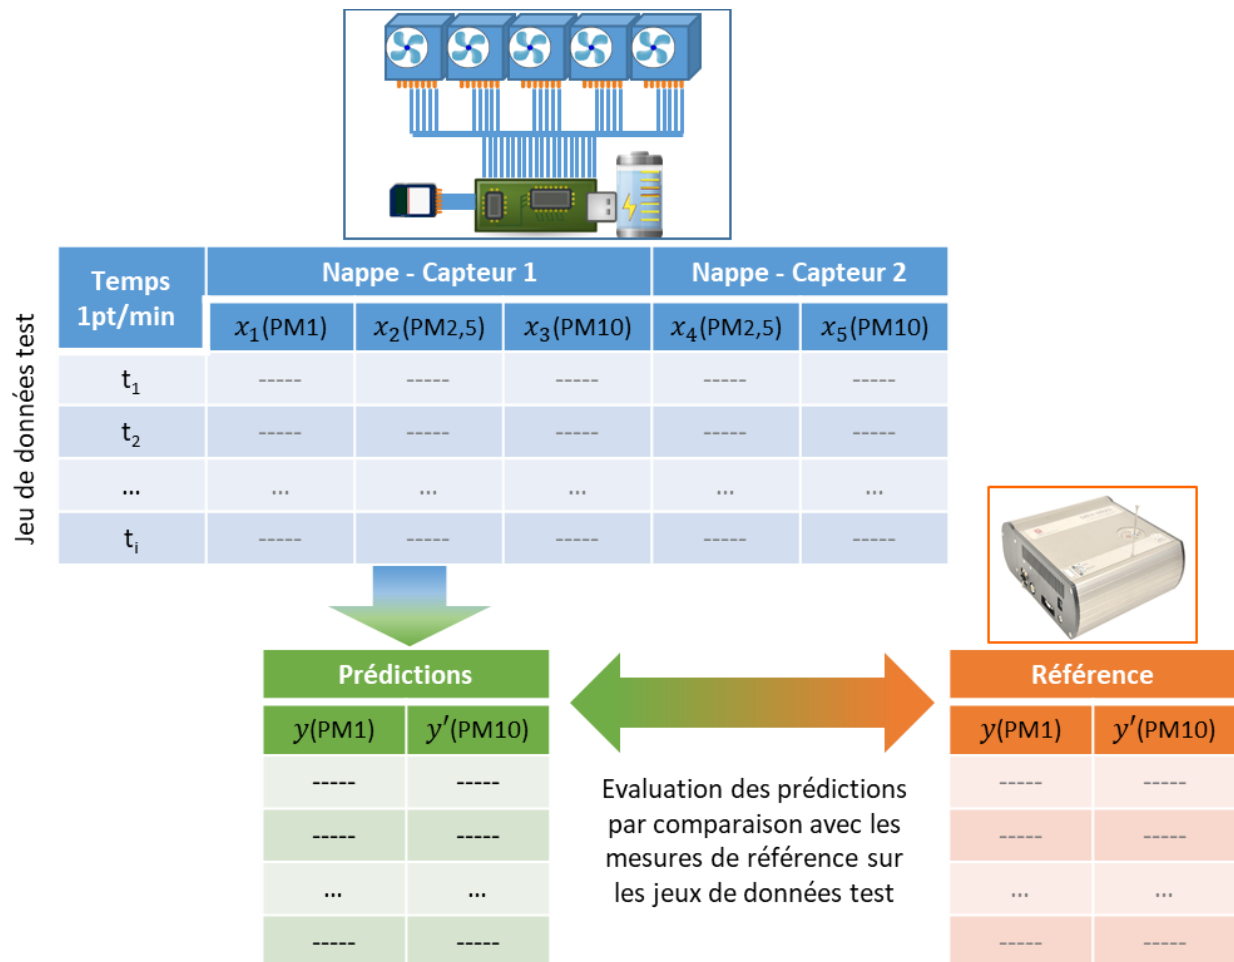 Jeu de données test
Temps
1pt/min
Nappe - Capteur 1
Nappe - Capteur 2
x₁(PM1)
x₂(PM2,5)
x₃(PM10)
x₄(PM2,5)
x₅(PM10)
t₁ ----- ----- ----- ----- -----
t₂ ----- ----- ----- ----- -----
... ... ... ... ... ...
tᵢ ----- ----- ----- ----- -----
Prédictions
y(PM1) y′(PM10)
----- -----
----- -----
... ...
----- -----
Evaluation des prédictions
par comparaison avec les
mesures de référence sur
les jeux de données test
Référence
y(PM1) y′(PM10)
----- -----
----- -----
... ...
----- -----